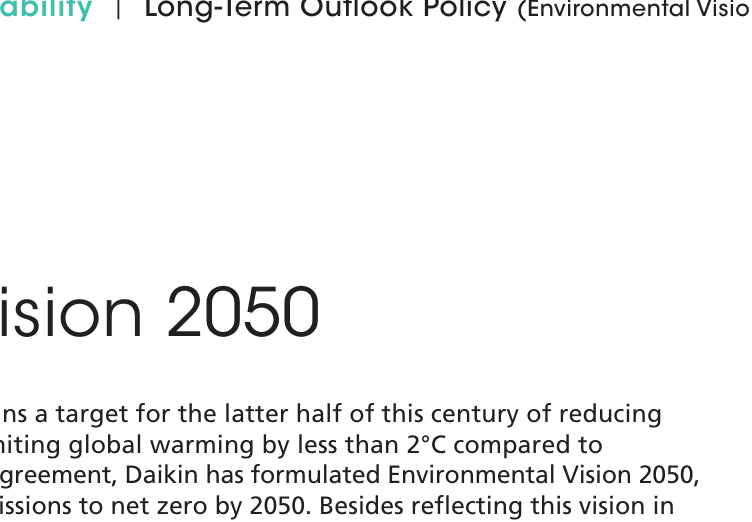 ability | Long-Term Outlook Policy (Environmental Visio
ision 2050
ns a target for the latter half of this century of reducing
niting global warming by less than 2°C compared to
greement, Daikin has formulated Environmental Vision 2050,
issions to net zero by 2050. Besides reflecting this vision in